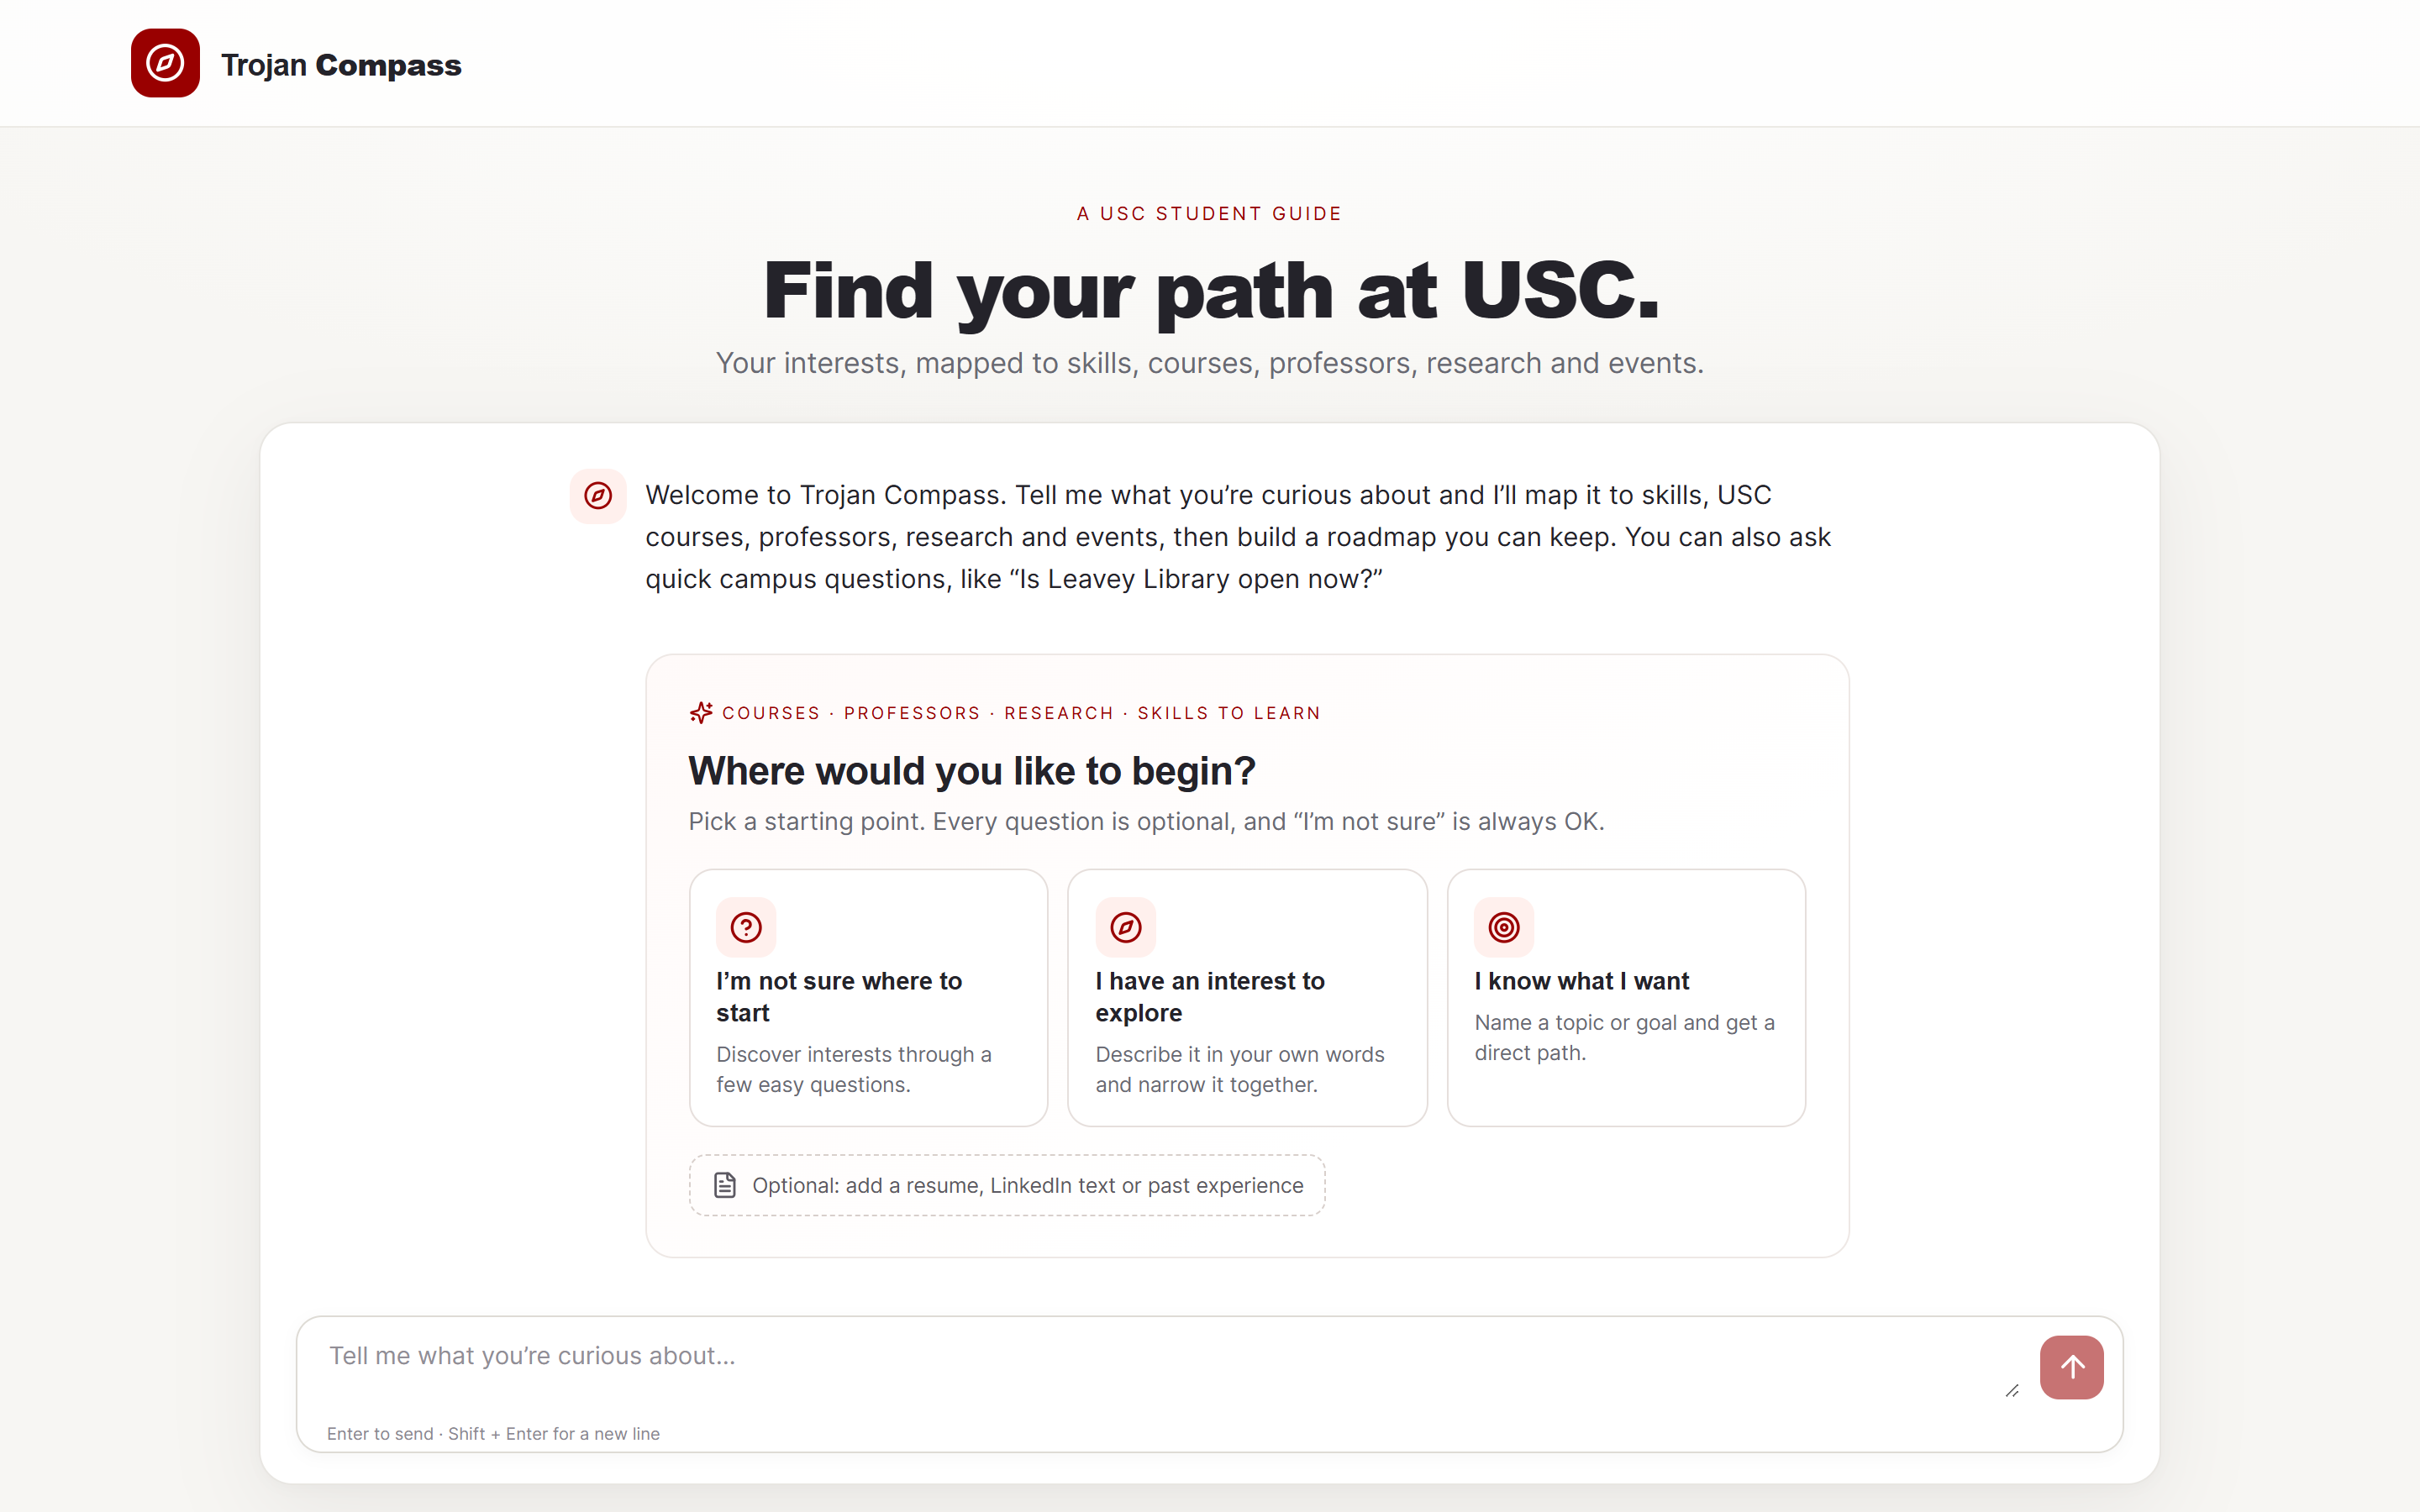 Trojan Compass
A USC STUDENT GUIDE
Find your path at USC.
Your interests, mapped to skills, courses, professors, research and events.
Welcome to Trojan Compass. Tell me what you’re curious about and I’ll map it to skills, USC
courses, professors, research and events, then build a roadmap you can keep. You can also ask
quick campus questions, like “Is Leavey Library open now?”
COURSES · PROFESSORS · RESEARCH · SKILLS TO LEARN
Where would you like to begin?
Pick a starting point. Every question is optional, and “I’m not sure” is always OK.
I’m not sure where to
start
Discover interests through a
few easy questions.
I have an interest to
explore
Describe it in your own words
and narrow it together.
I know what I want
Name a topic or goal and get a
direct path.
Optional: add a resume, LinkedIn text or past experience
Tell me what you’re curious about...
Enter to send · Shift + Enter for a new line